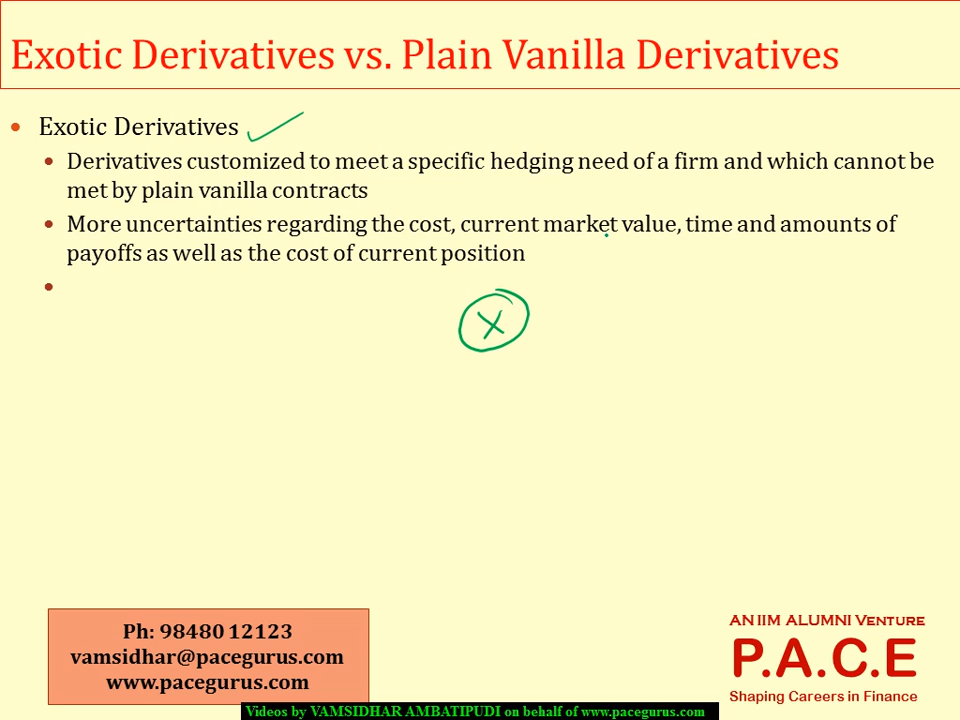 Exotic Derivatives vs. Plain Vanilla Derivatives
• Exotic Derivatives
• Derivatives customized to meet a specific hedging need of a firm and which cannot be
met by plain vanilla contracts
• More uncertainties regarding the cost, current market value, time and amounts of
payoffs as well as the cost of current position
•
X
Ph: 98480 12123
vamsidhar@pacegurus.com
www.pacegurus.com
AN IIM ALUMNI VENTURE
P.A.C.E
Shaping Careers in Finance
Videos by VAMSIDHAR AMBATIPUDI on behalf of www.pacegurus.com